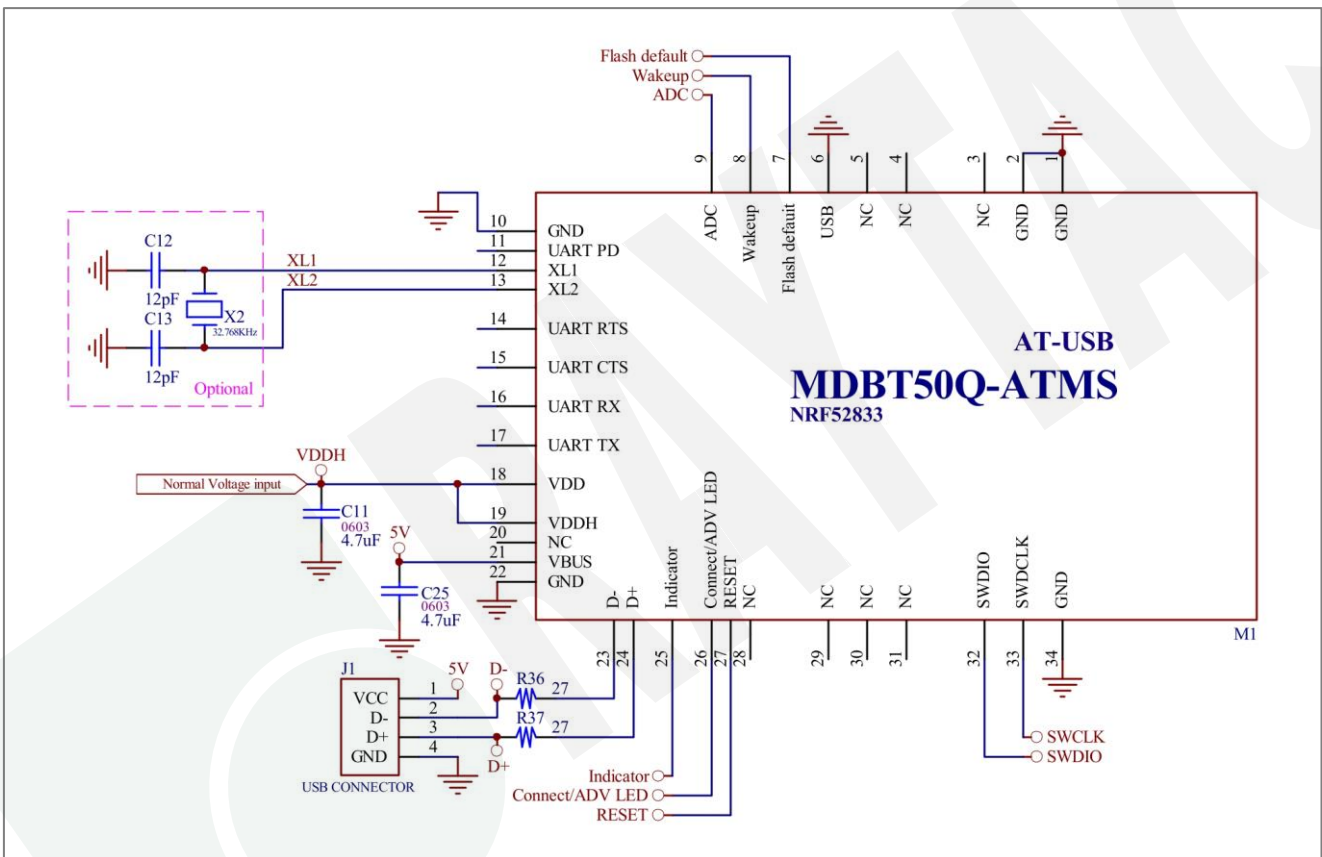 Flash default
Wakeup
ADC
9
8
7
6
5
4
3
2
1
ADC
Wakeup
Flash defauit
USB
NC
NC
NC
GND
GND
10 GND
11 UART PD
12 XL1
13 XL2
14 UART RTS
15 UART CTS
16 UART RX
17 UART TX
18 VDD
19 VDDH
20 NC
21 VBUS
22 GND
C12
12pF
XL1
XL2
X2
32.768KHz
C13
12pF
Optional
AT-USB
MDBT50Q-ATMS
NRF52833
VDDH
Normal Voltage input
C11
0603
4.7uF
5V
C25
0603
4.7uF
D-
D+
Indicator
Connect/ADV LED
RESET
NC
NC
NC
NC
SWDIO
SWDCLK
GND
M1
23
24
25
26
27
28
29
30
31
32
33
34
J1
VCC 1
D- 2
D+ 3
GND 4
USB CONNECTOR
5V
D-
R36
27
R37
27
D+
Indicator
Connect/ADV LED
RESET
SWCLK
SWDIO
RAYTAC